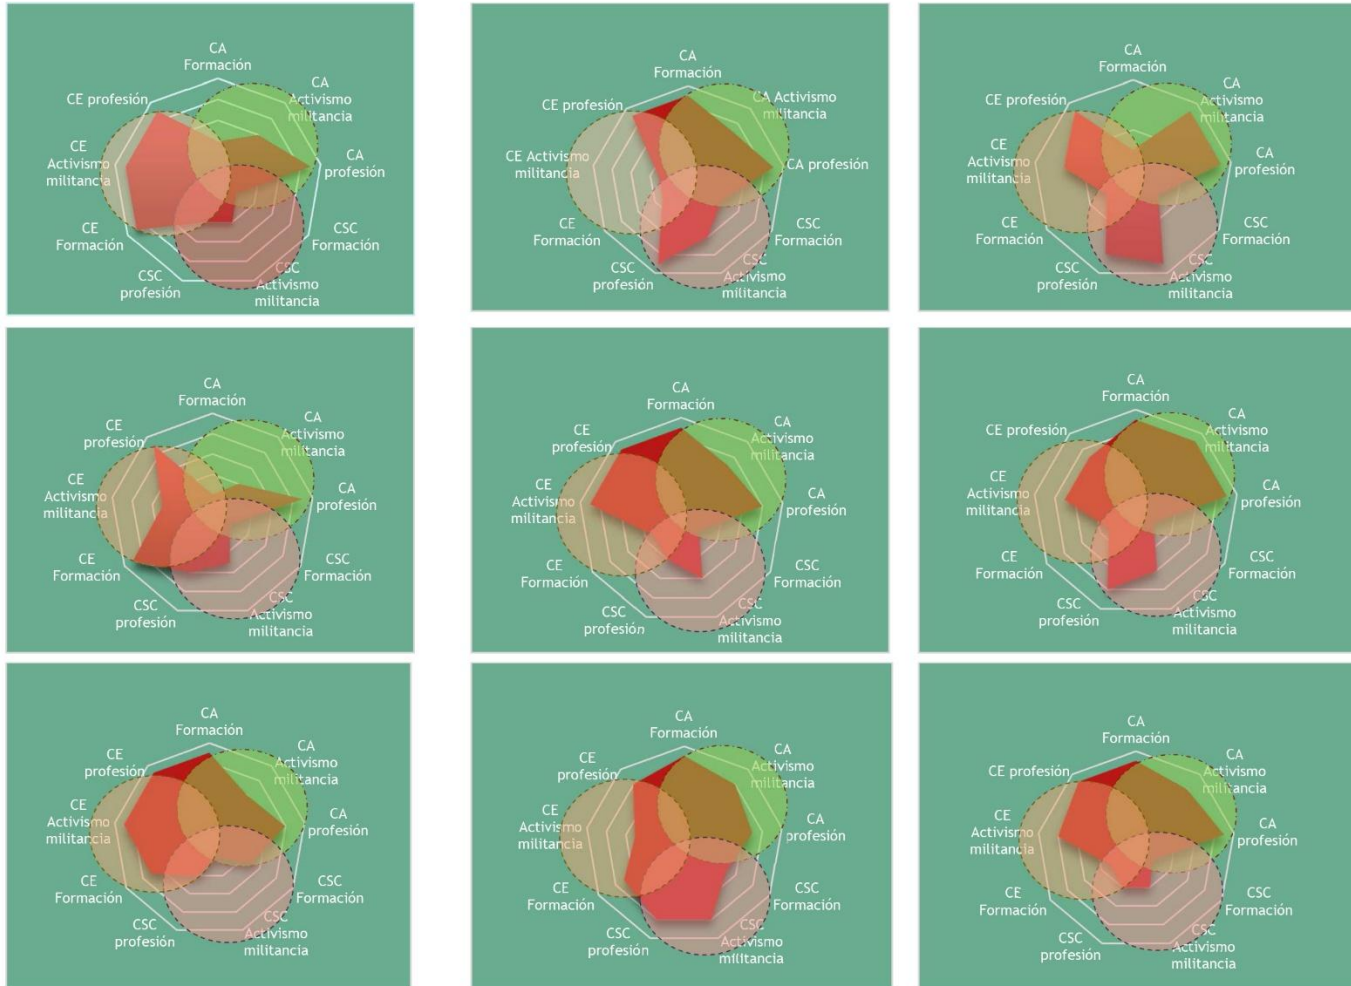 CA
Formación
CA
Activismo
militancia
CA
profesión
CSC
Formación
CSC
Activismo
militancia
CSC
profesión
CE
Formación
CE
Activismo
militancia
CE profesión
CA
Formación
CA Activismo
militancia
CA profesión
CSC
Formación
CSC
Activismo
militancia
CSC
profesión
CE
Formación
CE Activismo
militancia
CE profesión
CA
Formación
CA
Activismo
militancia
CA
profesión
CSC
Formación
CSC
Activismo
militancia
CSC
profesión
CE
Formación
CE
Activismo
militancia
CE profesión
CA
Formación
CA
Activismo
militancia
CA
profesión
CSC
Formación
CSC
Activismo
militancia
CSC
profesión
CE
Formación
CE
Activismo
militancia
CE
profesión
CA
Formación
CA
Activismo
militancia
CA
profesión
CSC
Formación
CSC
Activismo
militancia
CSC
profesión
CE
Formación
CE
Activismo
militancia
CE
profesión
CA
Formación
CA
Activismo
militancia
CA
profesión
CSC
Formación
CSC
Activismo
militancia
CSC
profesión
CE
Formación
CE
Activismo
militancia
CE profesión
CA
Formación
CA
Activismo
militancia
CA
profesión
CSC
Formación
CSC
Activismo
militancia
CSC
profesión
CE
Formación
CE
Activismo
militancia
CE
profesión
CA
Formación
CA
Activismo
militancia
CA
profesión
CSC
Formación
CSC
Activismo
militancia
CSC
profesión
CE
Formación
CE
Activismo
militancia
CE
profesión
CA
Formación
CA
Activismo
militancia
CA
profesión
CSC
Formación
CSC
Activismo
militancia
CSC
profesión
CE
Formación
CE
Activismo
militancia
CE profesión